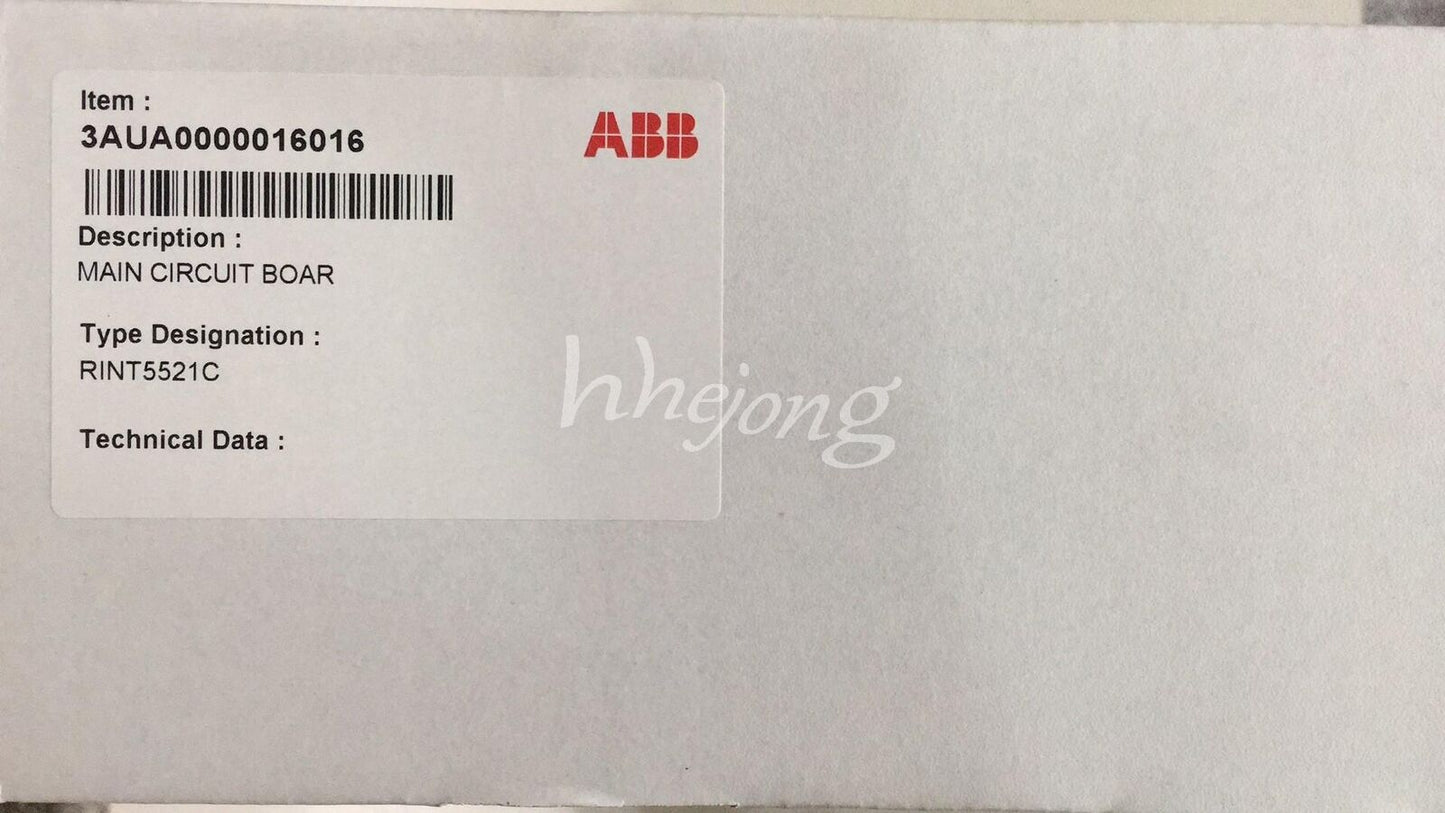 Item :
3AUA0000016016
ABB
Description :
MAIN CIRCUIT BOAR
Type Designation :
RINT5521C
hhejong
Technical Data :